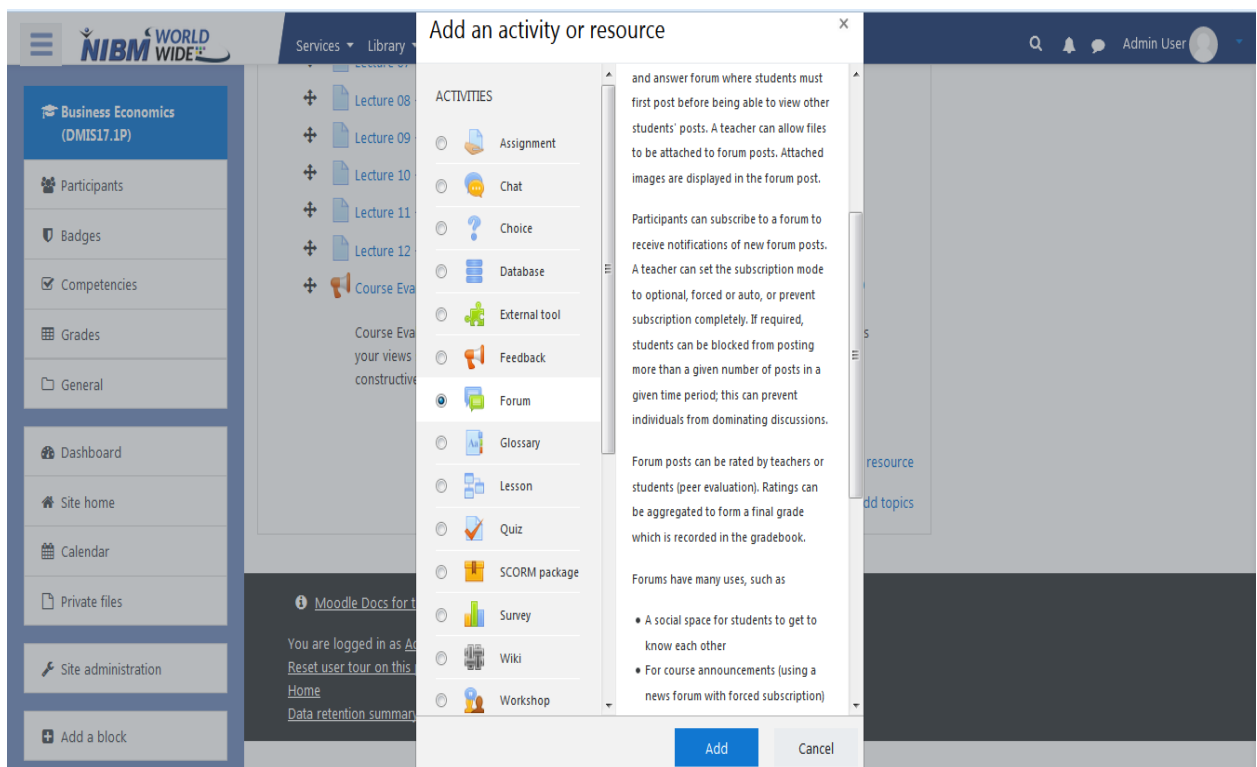 NIBM WORLD WIDE
Services Library
Admin User
Business Economics
(DMIS17.1P)
Participants
Badges
Competencies
Grades
General
Dashboard
Site home
Calendar
Private files
Site administration
Add a block
Lecture 08
Lecture 09
Lecture 10
Lecture 11
Lecture 12
Course Eva
Course Eva
your views
constructive
resource
dd topics
Moodle Docs for t
You are logged in as Ad
Reset user tour on this
Home
Data retention summary
Add an activity or resource
×
ACTIVITIES
Assignment
Chat
Choice
Database
External tool
Feedback
Forum
Glossary
Lesson
Quiz
SCORM package
Survey
Wiki
Workshop
and answer forum where students must
first post before being able to view other
students' posts. A teacher can allow files
to be attached to forum posts. Attached
images are displayed in the forum post.
Participants can subscribe to a forum to
receive notifications of new forum posts.
A teacher can set the subscription mode
to optional, forced or auto, or prevent
subscription completely. If required,
students can be blocked from posting
more than a given number of posts in a
given time period; this can prevent
individuals from dominating discussions.
Forum posts can be rated by teachers or
students (peer evaluation). Ratings can
be aggregated to form a final grade
which is recorded in the gradebook.
Forums have many uses, such as
• A social space for students to get to
know each other
• For course announcements (using a
news forum with forced subscription)
Add
Cancel